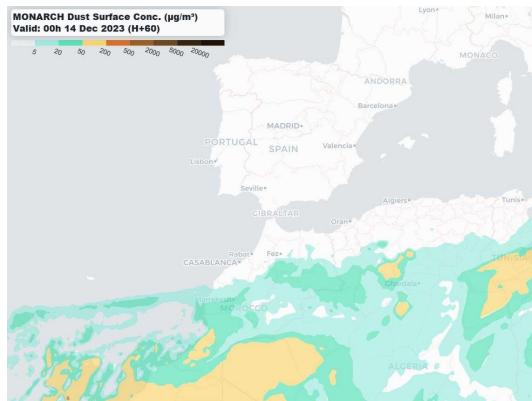 MONARCH Dust Surface Conc. (µg/m³)
Valid: 00h 14 Dec 2023 (H+60)
5 20 50 200 500 2000 5000 20000
Lyon
Milan
MONACO
ANDORRA
Barcelona
MADRID
PORTUGAL
SPAIN
Valencia
Lisbon
Seville
GIBRALTAR
Algiers
Tunis
Oran
Rabat
Fez
CASABLANCA
TUNISIA
Ghardaia
Marrakesh
MOROCCO
ALGERIA